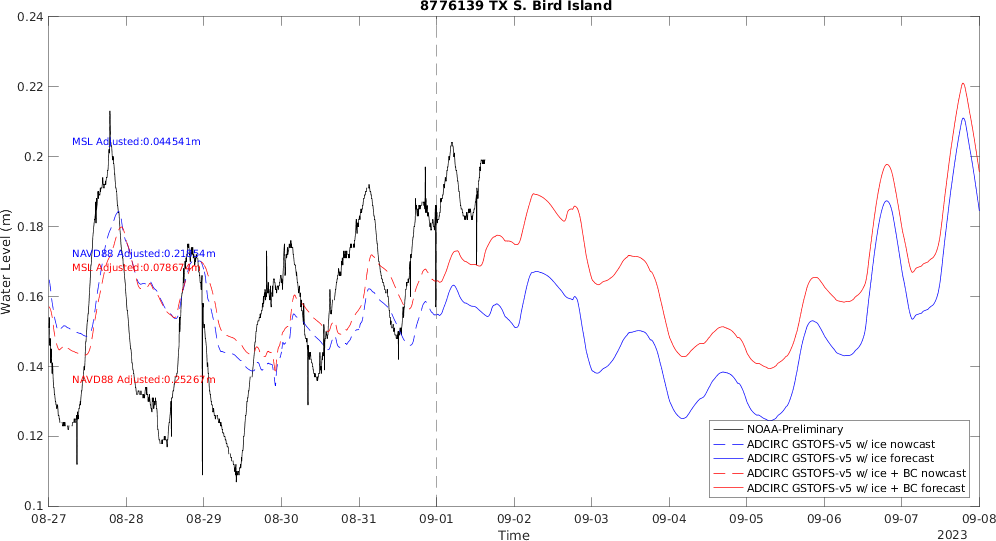 8776139 TX S. Bird Island
Water Level (m)
0.24
0.22
0.2
0.18
0.16
0.14
0.12
0.1
MSL Adjusted:0.044541m
MSL Adjusted:0.07867
NAVD88 Adjusted:0.25267m
NOAA-Preliminary
ADCIRC GSTOFS-v5 w/ ice nowcast
ADCIRC GSTOFS-v5 w/ ice forecast
ADCIRC GSTOFS-v5 w/ ice + BC nowcast
ADCIRC GSTOFS-v5 w/ ice + BC forecast
08-27 08-28 08-29 08-30 08-31 09-01 09-02 09-03 09-04 09-05 09-06 09-07 09-08
Time
2023